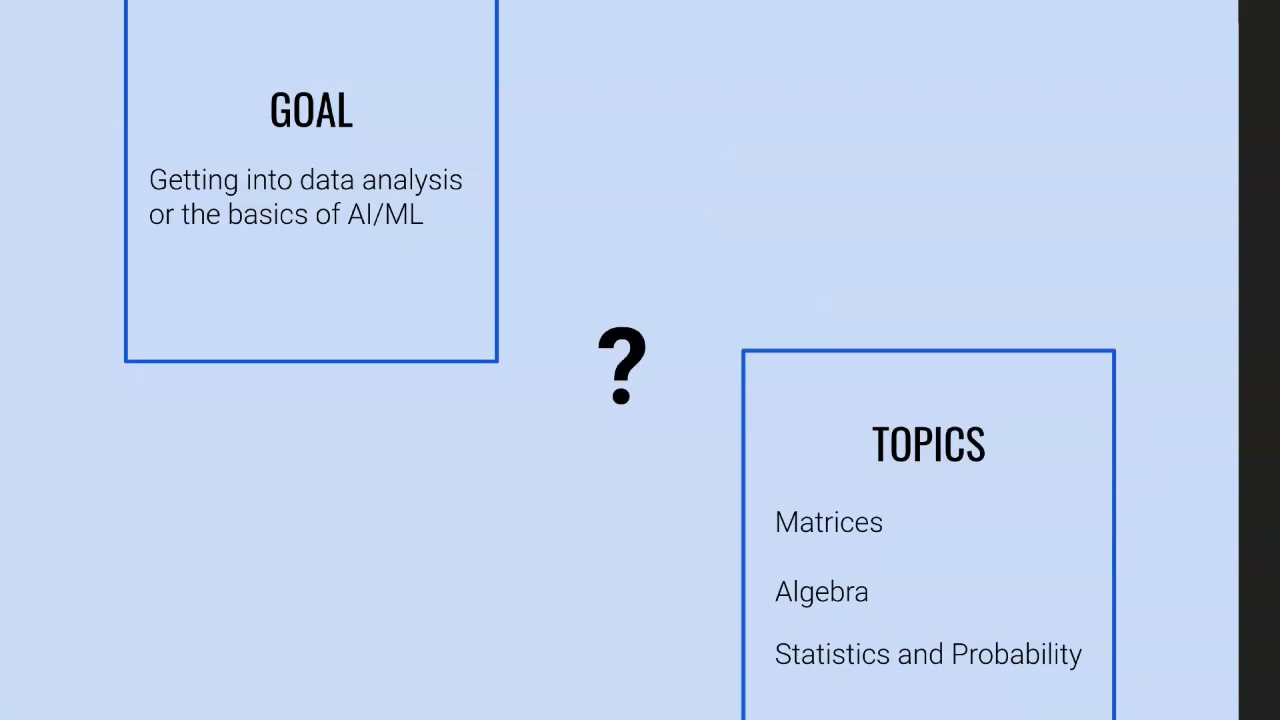 GOAL
Getting into data analysis
or the basics of AI/ML
?
TOPICS
Matrices
Algebra
Statistics and Probability